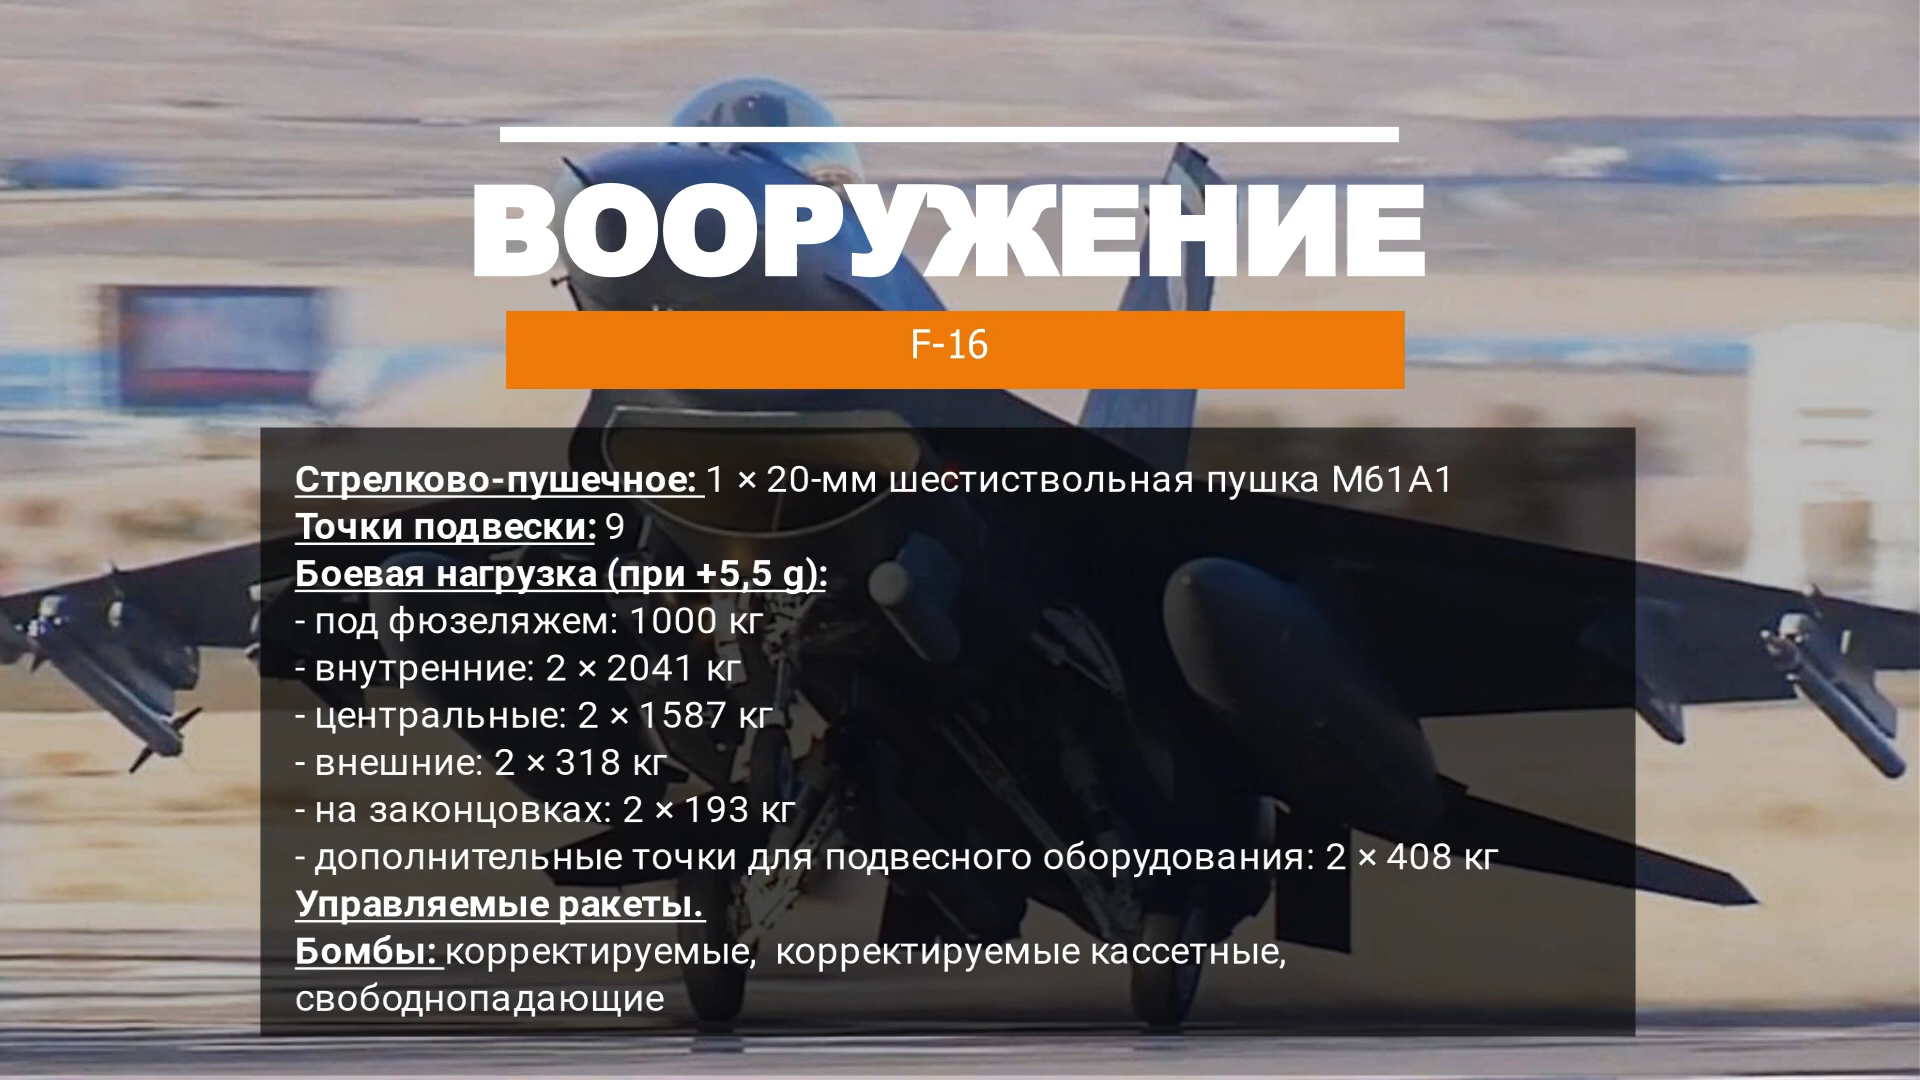 ВООРУЖЕНИЕ
F-16
Стрелково-пушечное: 1 × 20-мм шестиствольная пушка M61A1
Точки подвески: 9
Боевая нагрузка (при +5,5 g):
- под фюзеляжем: 1000 кг
- внутренние: 2 × 2041 кг
- центральные: 2 × 1587 кг
- внешние: 2 × 318 кг
- на законцовках: 2 × 193 кг
- дополнительные точки для подвесного оборудования: 2 × 408 кг
Управляемые ракеты.
Бомбы: корректируемые,  корректируемые кассетные,
свободнопадающие